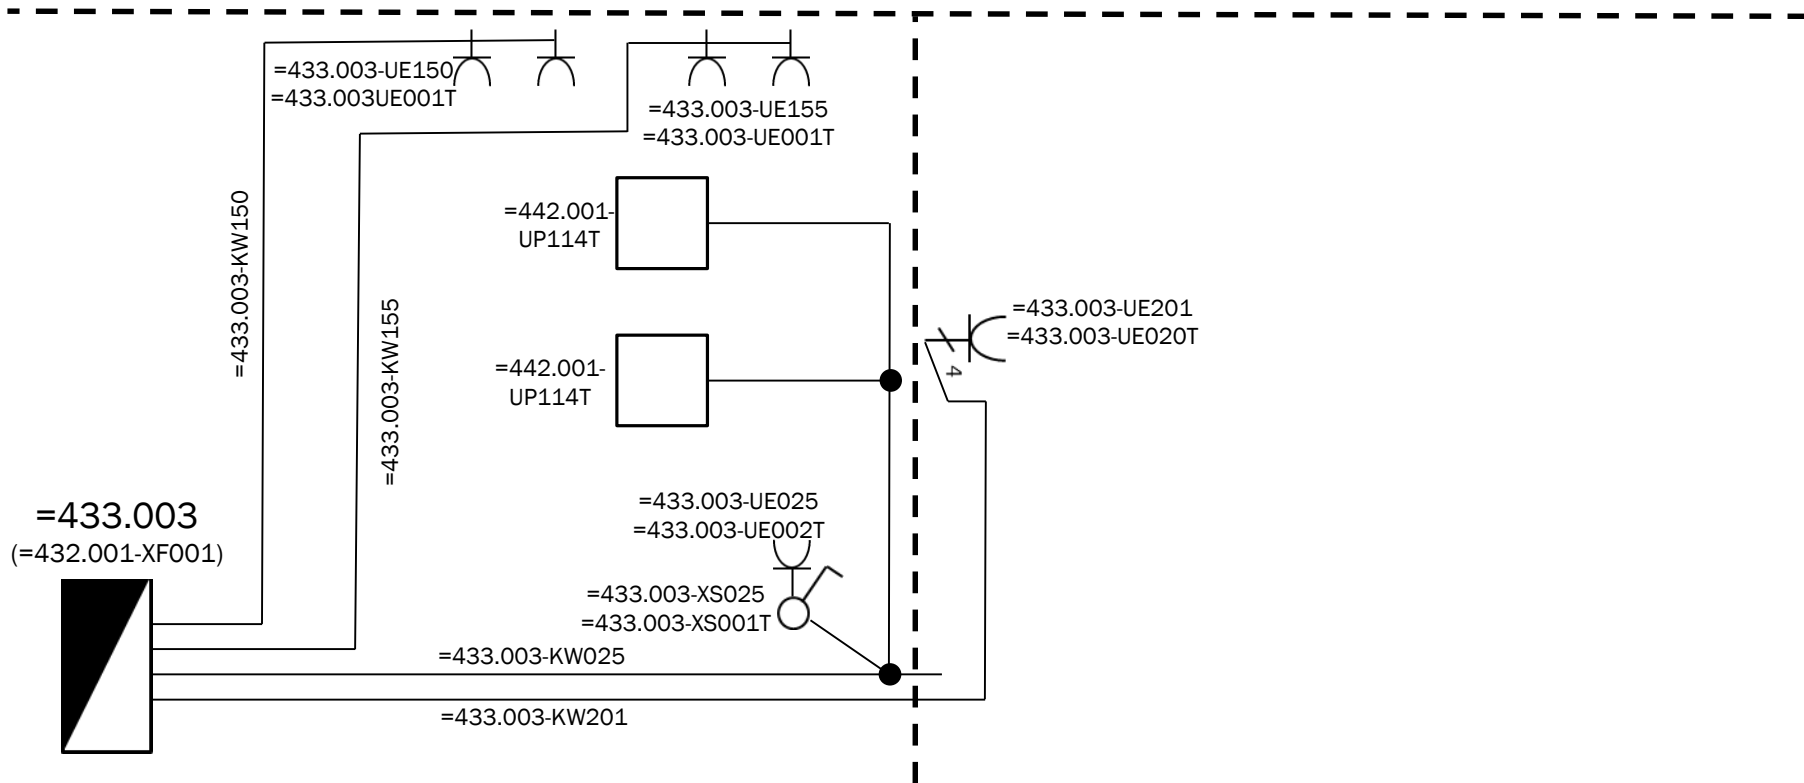 =433.003-UE150
=433.003UE001T
=433.003-UE155
=433.003-UE001T
=433.003-KW150
=442.001-
UP114T
=433.003-KW155
=433.003-UE201
=433.003-UE020T
4
=442.001-
UP114T
=433.003-UE025
=433.003-UE002T
=433.003
(=432.001-XF001)
=433.003-XS025
=433.003-XS001T
=433.003-KW025
=433.003-KW201